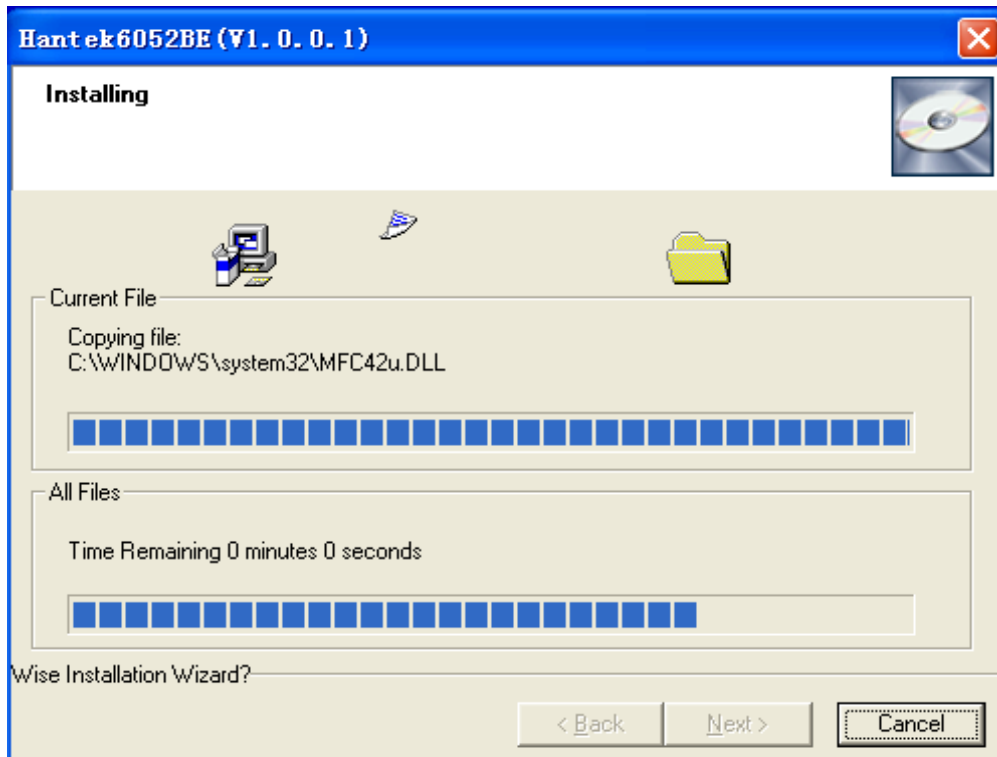 Hantek6052BE(V1.0.0.1)
Installing
Current File
Copying file:
C:\WINDOWS\system32\MFC42u.DLL
All Files
Time Remaining 0 minutes 0 seconds
Wise Installation Wizard?
< Back
Next >
Cancel